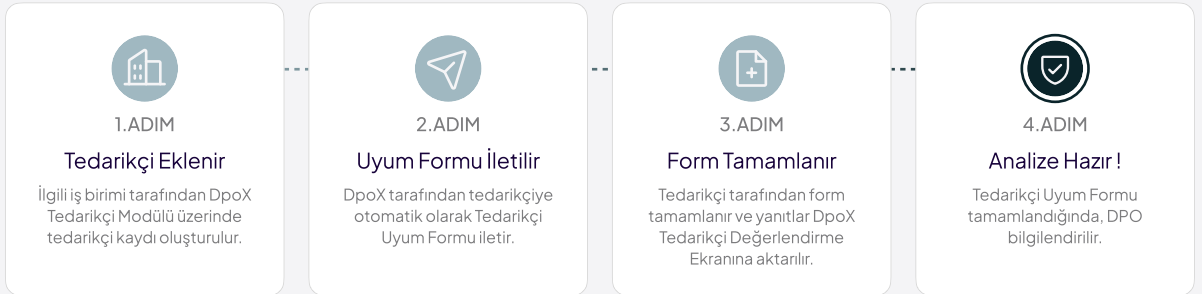 1.ADIM
Tedarikçi Eklenir
İlgili iş birimi tarafından DpoX
Tedarikçi Modülü üzerinde
tedarikçi kaydı oluşturulur.
2.ADIM
Uyum Formu İletilir
DpoX tarafından tedarikçiye
otomatik olarak Tedarikçi
Uyum Formu iletir.
3.ADIM
Form Tamamlanır
Tedarikçi tarafından form
tamamlanır ve yanıtlar DpoX
Tedarikçi Değerlendirme
Ekranına aktarılır.
4.ADIM
Analize Hazır !
Tedarikçi Uyum Formu
tamamlandığında, DPO
bilgilendirilir.